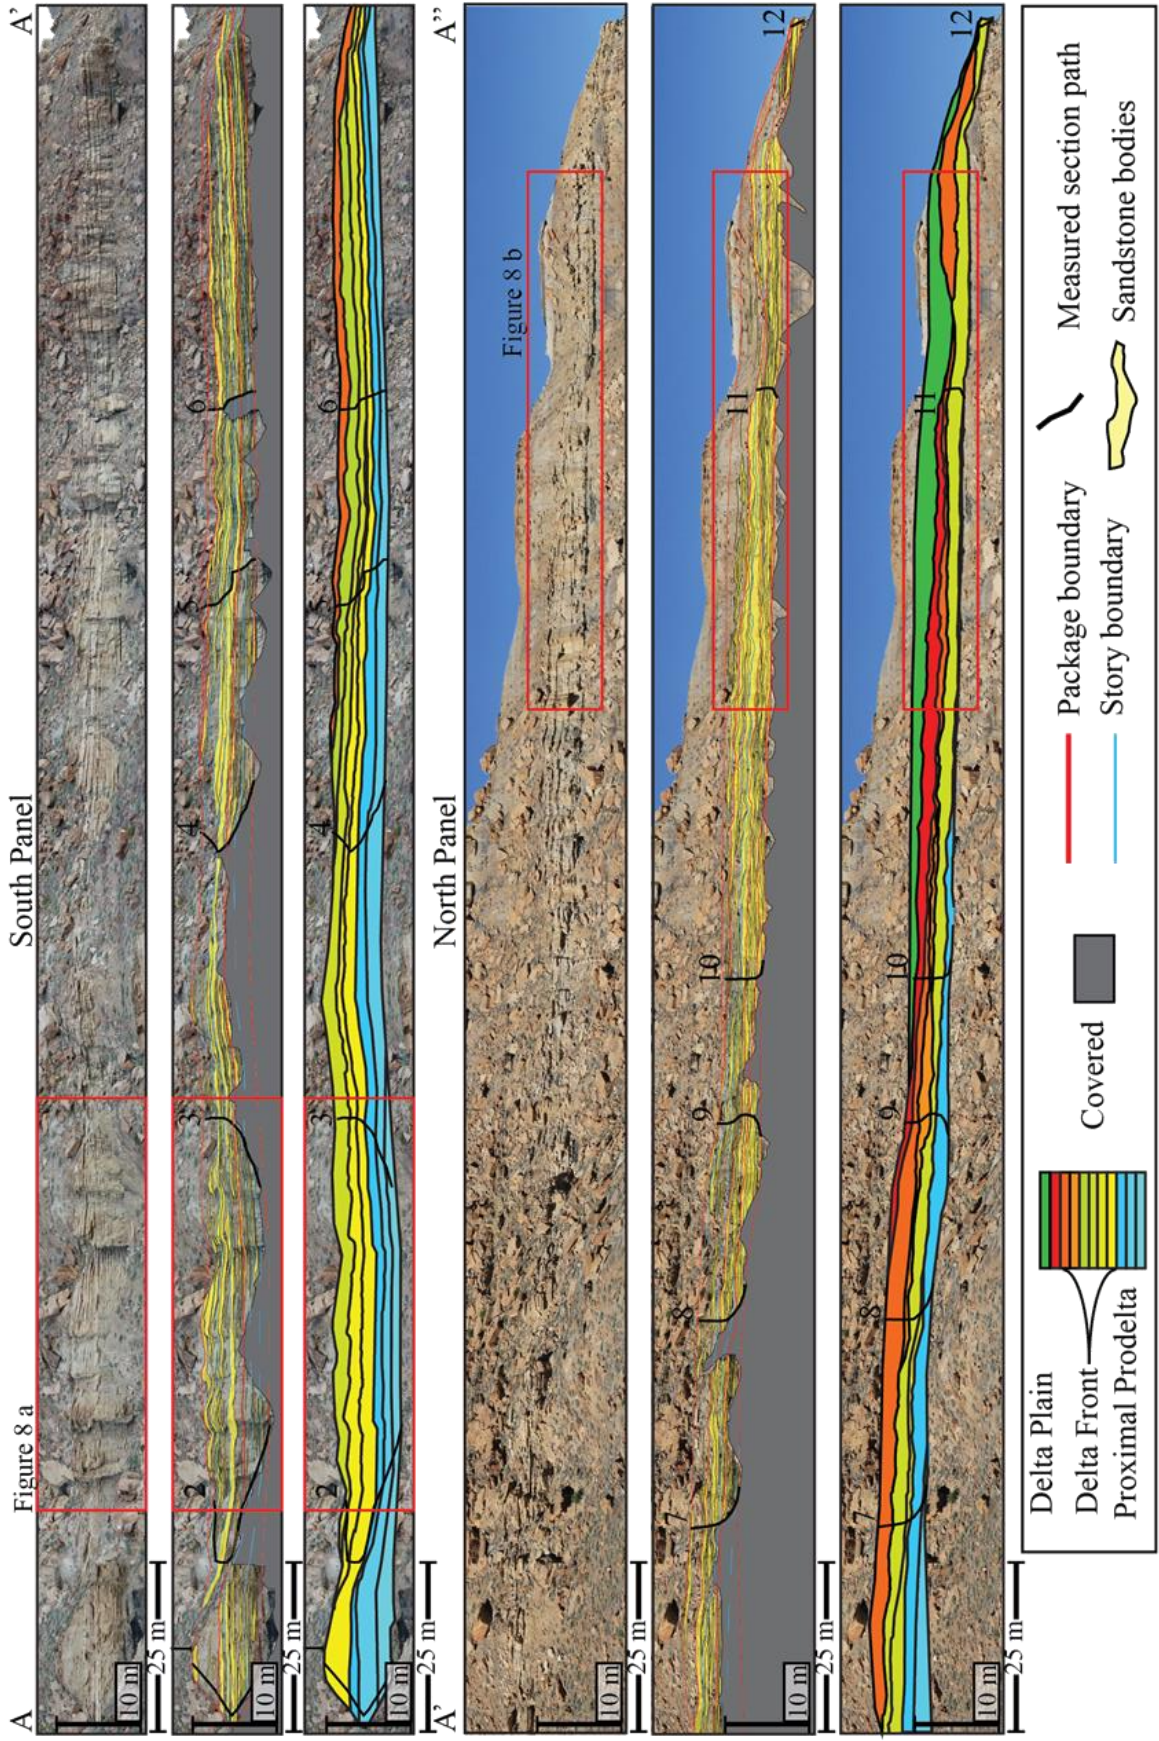 A
South Panel
A’
Figure 8 a
10 m
25 m
2
3
4
5
6
10 m
25 m
2
3
4
5
6
10 m
25 m
A’
North Panel
A’’
Figure 8 b
10 m
25 m
7
8
9
10
11
12
10 m
25 m
7
8
9
10
11
12
10 m
25 m
Delta Plain
Delta Front
Proximal Prodelta
Covered
Package boundary
Story boundary
Measured section path
Sandstone bodies